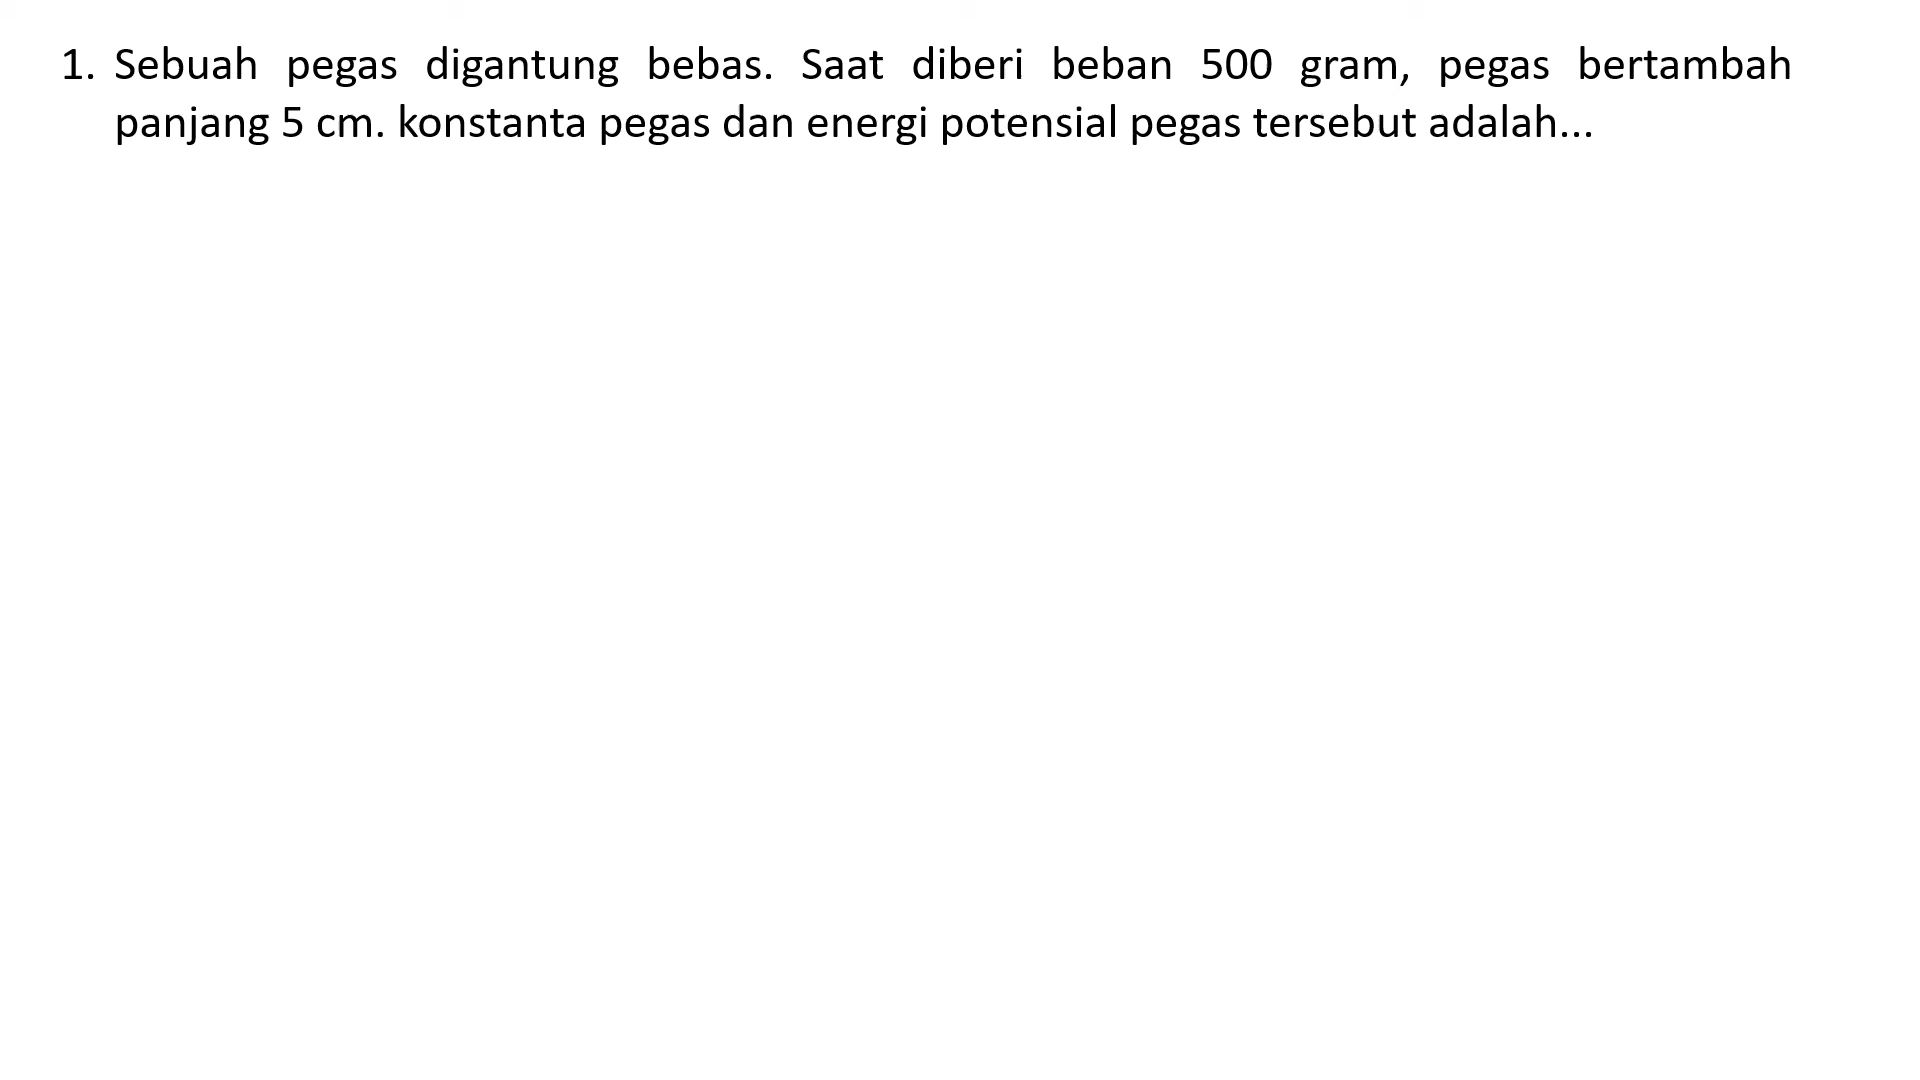 1. Sebuah pegas digantung bebas. Saat diberi beban 500 gram, pegas bertambah
panjang 5 cm. konstanta pegas dan energi potensial pegas tersebut adalah...